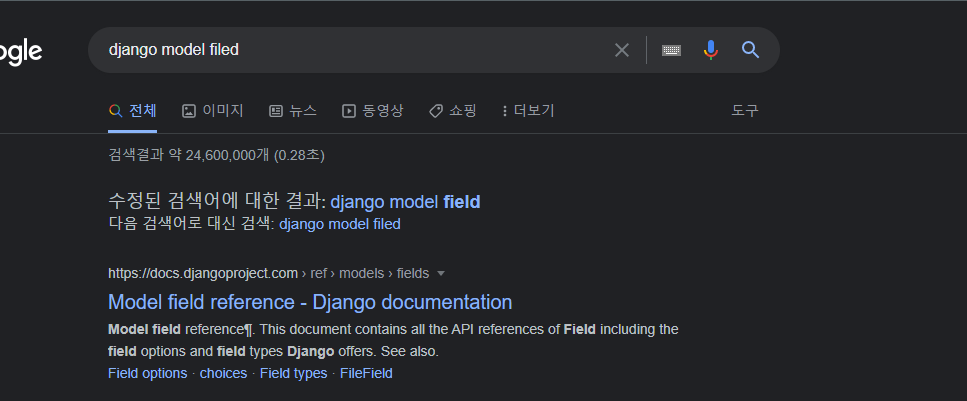 ogle
django model filed
전체 이미지 뉴스 동영상 쇼핑 더보기 도구
검색결과 약 24,600,000개 (0.28초)
수정된 검색어에 대한 결과: django model field
다음 검색어로 대신 검색: django model filed
https://docs.djangoproject.com › ref › models › fields
Model field reference - Django documentation
Model field reference¶. This document contains all the API references of Field including the
field options and field types Django offers. See also.
Field options · choices · Field types · FileField